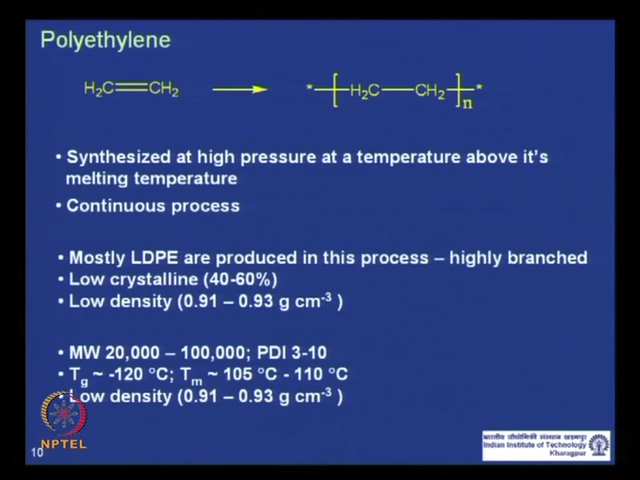 Polyethylene
H₂C=CH₂ → *-[H₂C-CH₂]n-*
• Synthesized at high pressure at a temperature above it's
melting temperature
• Continuous process
• Mostly LDPE are produced in this process – highly branched
• Low crystalline (40-60%)
• Low density (0.91 – 0.93 g cm⁻³ )
• MW 20,000 – 100,000; PDI 3-10
• Tg ~ -120 °C; Tm ~ 105 °C - 110 °C
• Low density (0.91 – 0.93 g cm⁻³ )
NPTEL
10
भारतीय प्रौद्योगिकी संस्थान खड़गपुर
Indian Institute of Technology
Kharagpur